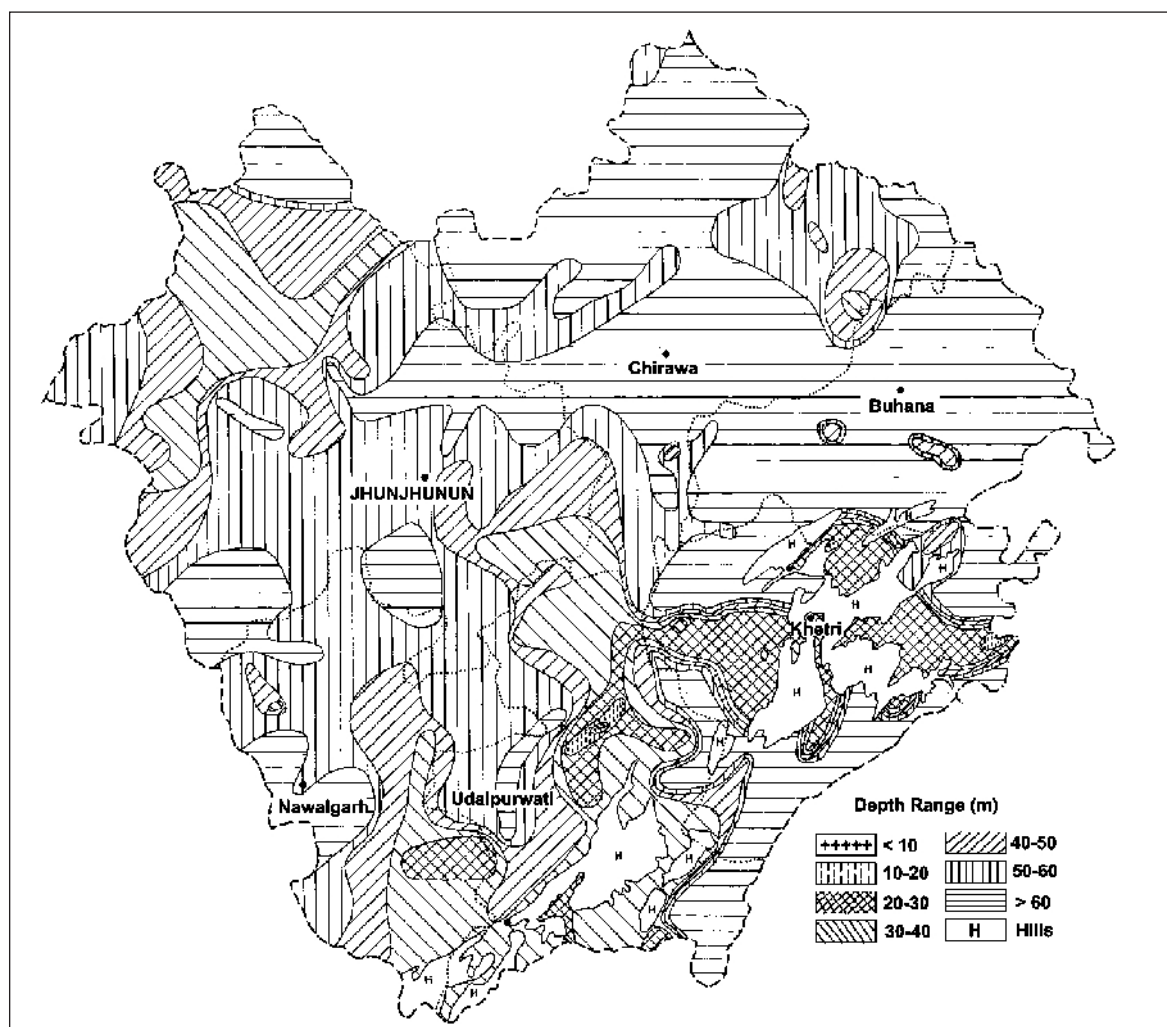 A
Chirawa
Buhana
JHUNJHUNUN
H
H
H
H
Khetri
H
H
H
Nawalgarh
Udaipurwati
H
H
H
H
H
Depth Range (m)
< 10
40-50
10-20
50-60
20-30
> 60
30-40
H Hills